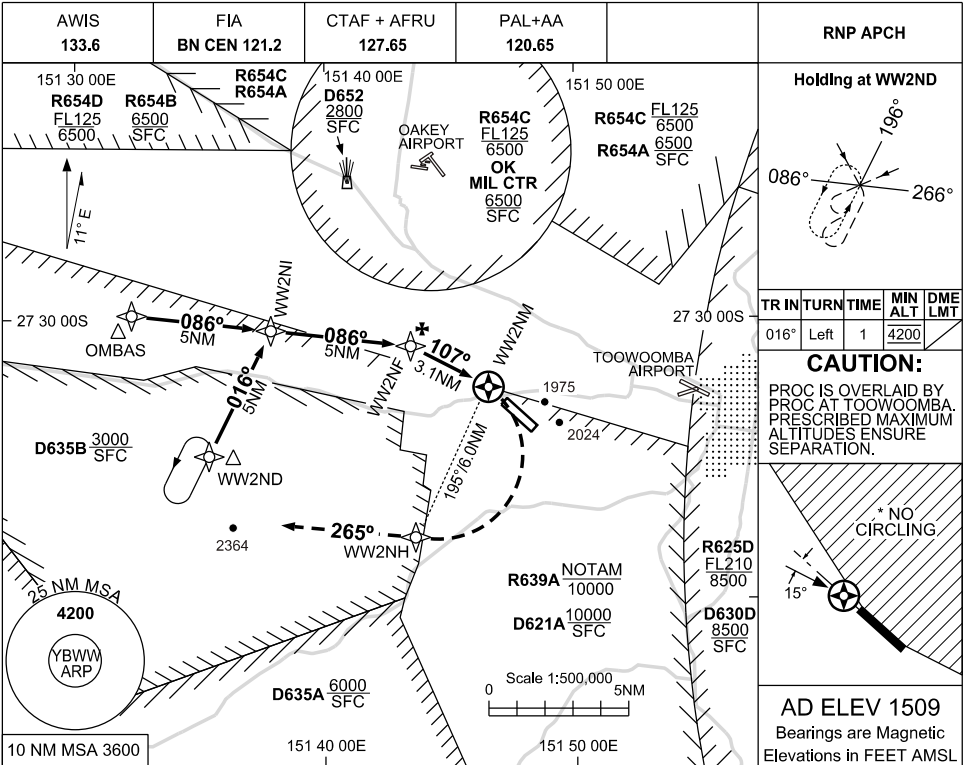 AWIS
133.6
FIA
BN CEN 121.2
CTAF + AFRU
127.65
PAL+AA
120.65
RNP APCH
151 30 00E
R654D
FL125
6500
R654B
6500
SFC
R654C
R654A
151 40 00E
D652
2800
SFC
OAKEY
AIRPORT
R654C
FL125
6500
OK
MIL CTR
6500
SFC
151 50 00E
R654C FL125
6500
R654A 6500
SFC
11° E
27 30 00S
27 30 00S
OMBAS
086°
5NM
WW2NI
086°
5NM
WW2NF
107°
3.1NM
WW2NM
TOOWOOMBA
AIRPORT
1975
2024
016°
5NM
D635B 3000
SFC
WW2ND
195°/6.0NM
2364
265°
WW2NH
R639A NOTAM
10000
D621A 10000
SFC
R625D
FL210
8500
D630D
8500
SFC
25 NM MSA
4200
YBWW
ARP
D635A 6000
SFC
Scale 1:500,000
0 5NM
10 NM MSA 3600
151 40 00E
151 50 00E
Holding at WW2ND
196°
086°
266°
TR IN TURN TIME MIN ALT DME LMT
016° Left 1 4200
CAUTION:
PROC IS OVERLAID BY
PROC AT TOOWOOMBA.
PRESCRIBED MAXIMUM
ALTITUDES ENSURE
SEPARATION.
* NO
CIRCLING
15°
AD ELEV 1509
Bearings are Magnetic
Elevations in FEET AMSL